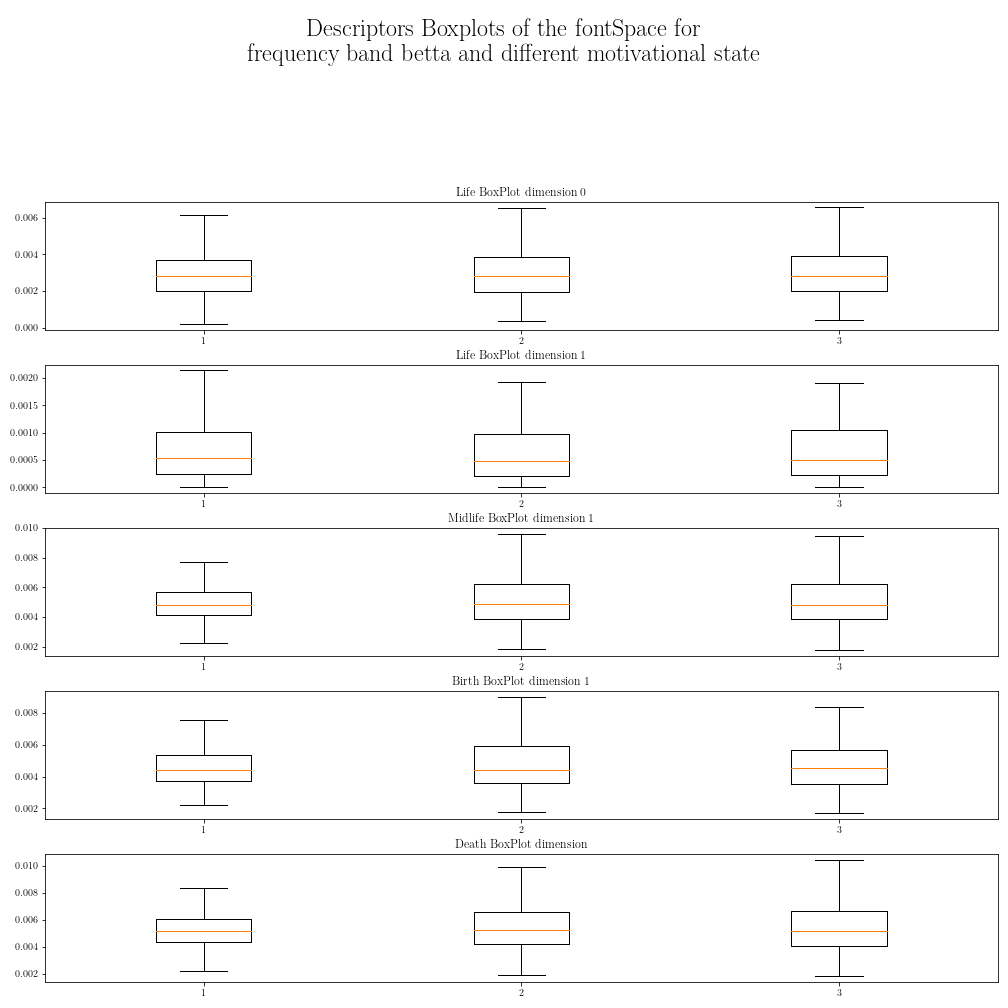 Descriptors Boxplots of the fontSpace for
frequency band betta and different motivational state
Life BoxPlot dimension 0
0.006
0.004
0.002
0.000
1 2 3
Life BoxPlot dimension 1
0.0020
0.0015
0.0010
0.0005
0.0000
1 2 3
Midlife BoxPlot dimension 1
0.010
0.008
0.006
0.004
0.002
1 2 3
Birth BoxPlot dimension 1
0.008
0.006
0.004
0.002
1 2 3
Death BoxPlot dimension
0.010
0.008
0.006
0.004
0.002
1 2 3